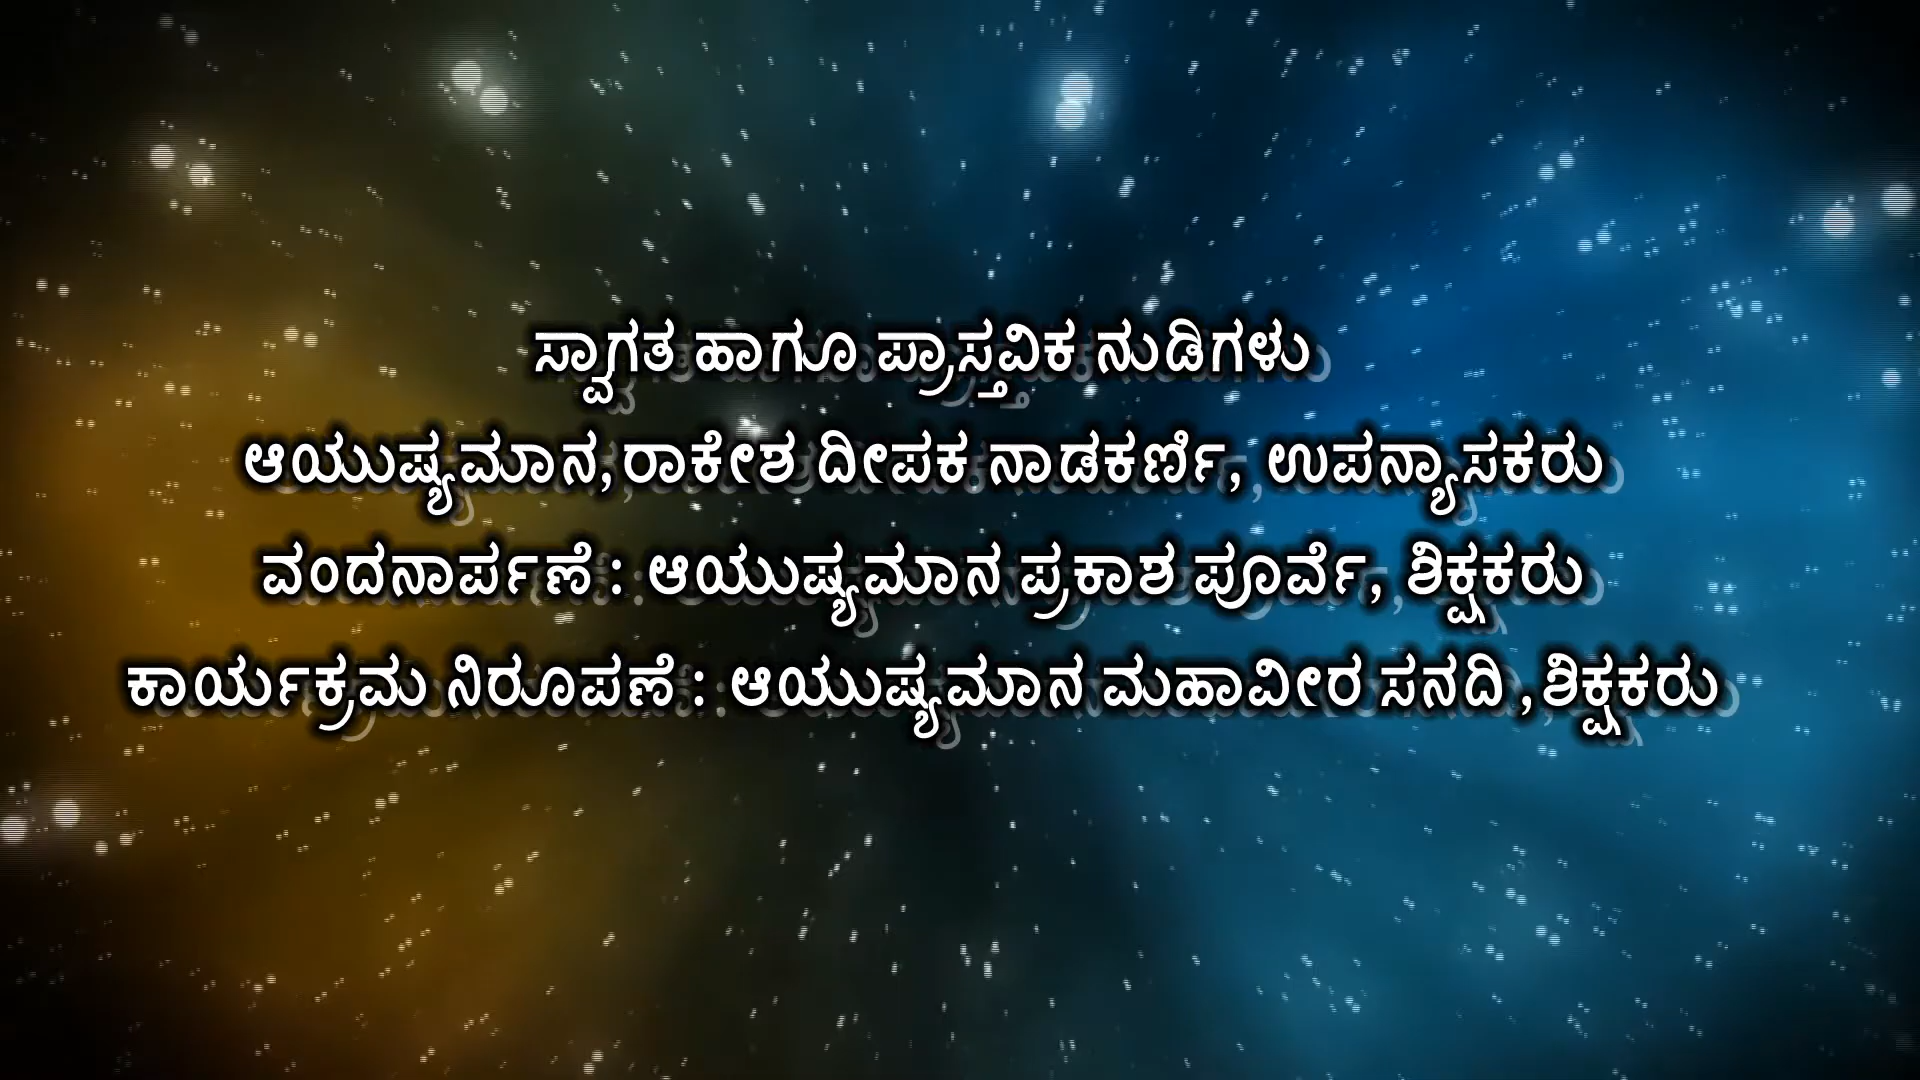 ಸ್ವಾಗತ ಹಾಗೂ ಪ್ರಾಸ್ತವಿಕ ನುಡಿಗಳು
ಆಯುಷ್ಯಮಾನ,ರಾಕೇಶ ದೀಪಕ ನಾಡಕರ್ಣಿ, ಉಪನ್ಯಾಸಕರು
ವಂದನಾರ್ಪಣೆ : ಆಯುಷ್ಯಮಾನ ಪ್ರಕಾಶ ಪೂರ್ವೆ, ಶಿಕ್ಷಕರು
ಕಾರ್ಯಕ್ರಮ ನಿರೂಪಣೆ : ಆಯುಷ್ಯಮಾನ ಮಹಾವೀರ ಸನದಿ ,ಶಿಕ್ಷಕರು